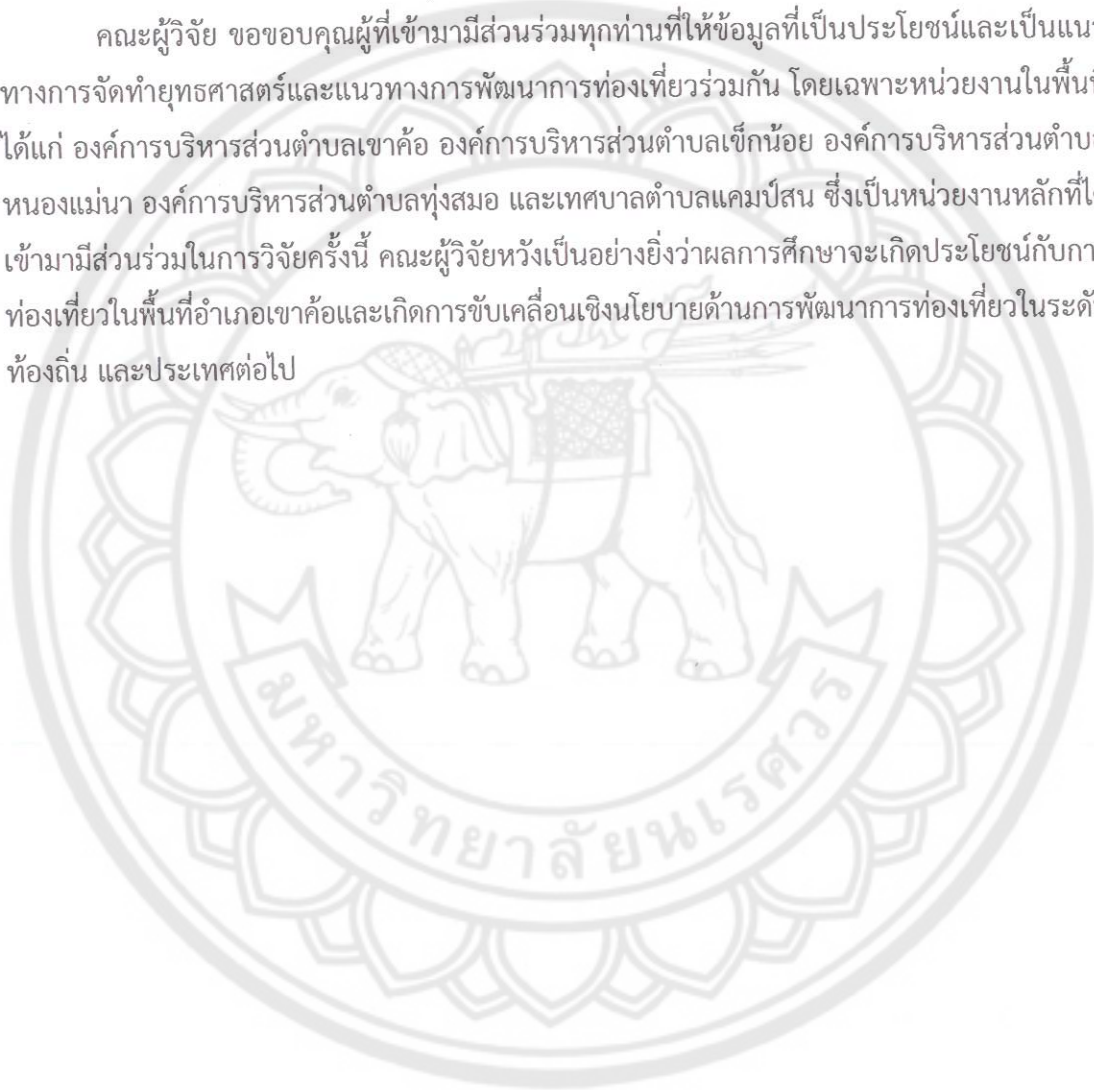 คณะผู้วิจัย ขอขอบคุณผู้ที่เข้ามามีส่วนร่วมทุกท่านที่ให้ข้อมูลที่เป็นประโยชน์และเป็นแน
ทางการจัดทำยุทธศาสตร์และแนวทางการพัฒนาการท่องเที่ยวร่วมกัน โดยเฉพาะหน่วยงานในพื้นที่
ได้แก่ องค์การบริหารส่วนตำบลเขาค้อ องค์การบริหารส่วนตำบลเข็กน้อย องค์การบริหารส่วนตำบล
หนองแม่นา องค์การบริหารส่วนตำบลทุ่งสมอ และเทศบาลตำบลแคมป์สน ซึ่งเป็นหน่วยงานหลักที่ได
เข้ามามีส่วนร่วมในการวิจัยครั้งนี้ คณะผู้วิจัยหวังเป็นอย่างยิ่งว่าผลการศึกษาจะเกิดประโยชน์กับกา
ท่องเที่ยวในพื้นที่อำเภอเขาค้อและเกิดการขับเคลื่อนเชิงนโยบายด้านการพัฒนาการท่องเที่ยวในระดั
ท้องถิ่น และประเทศต่อไป
มหาวิทยาลัยนเรศวร